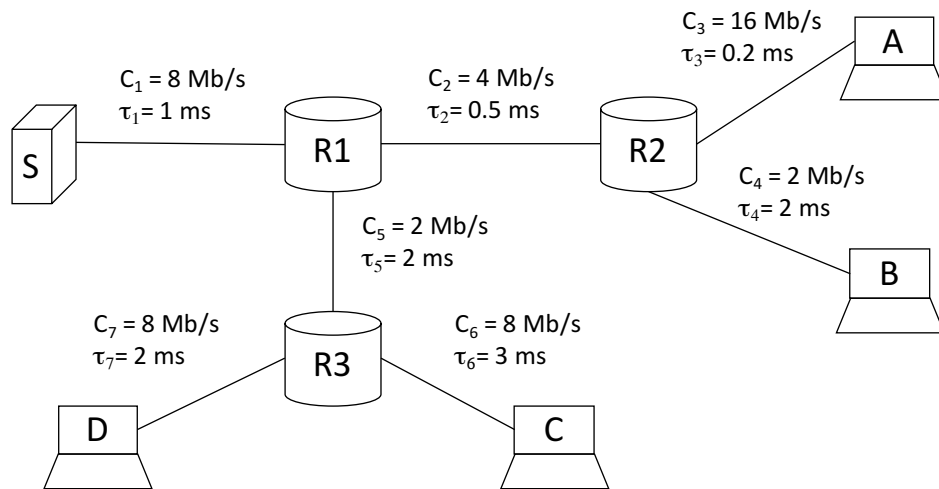 C₃ = 16 Mb/s
τ₃= 0.2 ms
A
C₁ = 8 Mb/s
τ₁= 1 ms
C₂ = 4 Mb/s
τ₂= 0.5 ms
S
R1
R2
C₄ = 2 Mb/s
τ₄= 2 ms
C₅ = 2 Mb/s
τ₅= 2 ms
B
C₇ = 8 Mb/s
τ₇= 2 ms
C₆ = 8 Mb/s
τ₆= 3 ms
R3
D
C